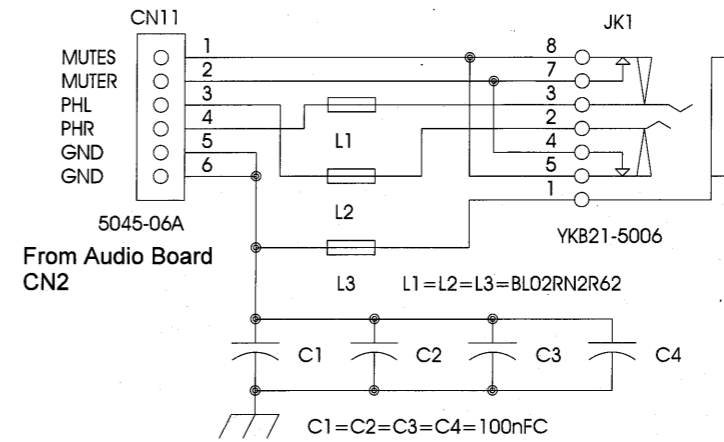 CN11
JK1
MUTES 1 8
MUTER 2 7
PHL 3 3
PHR 4 2
GND 5 4
GND 6 5
1
L1
5045-06A
L2
YKB21-5006
From Audio Board
CN2
L3 L1=L2=L3=BL02RN2R62
C1 C2 C3 C4
C1=C2=C3=C4=100nFC